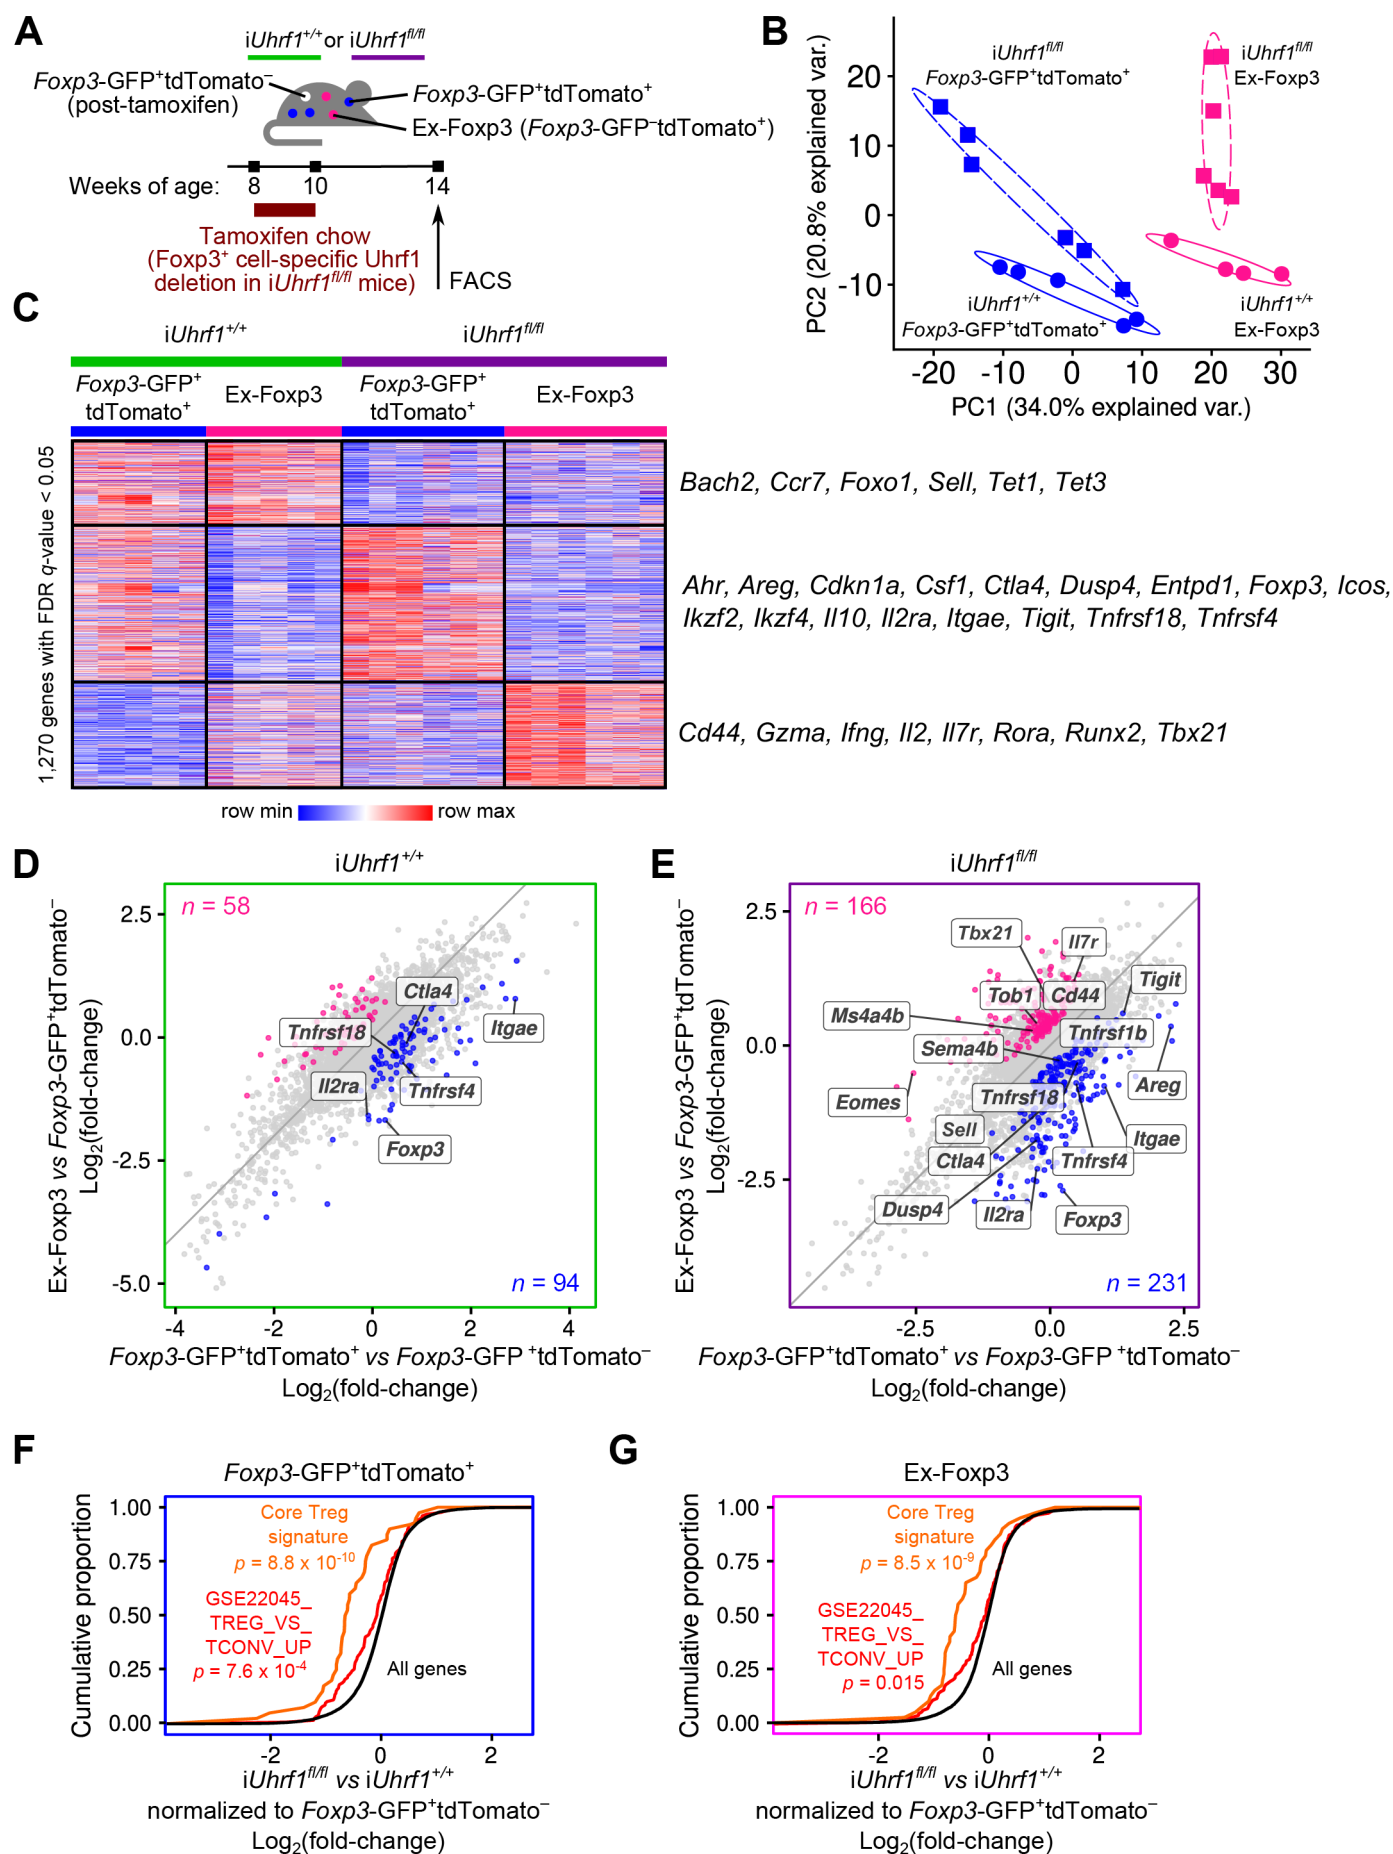 A
iUhrf1+/+ or iUhrf1fl/fl
Foxp3-GFP+tdTomato–
(post-tamoxifen)
Foxp3-GFP+tdTomato+
Ex-Foxp3 (Foxp3-GFP–tdTomato+)
Weeks of age:
8 10 14
Tamoxifen chow
(Foxp3+ cell-specific Uhrf1
deletion in iUhrf1fl/fl mice)
FACS
B
PC2 (20.8% explained var.)
20
10
0
-10
iUhrf1fl/fl
Foxp3-GFP+tdTomato+
iUhrf1fl/fl
Ex-Foxp3
iUhrf1+/+
Foxp3-GFP+tdTomato+
iUhrf1+/+
Ex-Foxp3
-20 -10 0 10 20 30
PC1 (34.0% explained var.)
C
iUhrf1+/+ iUhrf1fl/fl
Foxp3-GFP+
tdTomato+
Ex-Foxp3
Foxp3-GFP+
tdTomato+
Ex-Foxp3
1,270 genes with FDR q-value < 0.05
Bach2, Ccr7, Foxo1, Sell, Tet1, Tet3
Ahr, Areg, Cdkn1a, Csf1, Ctla4, Dusp4, Entpd1, Foxp3, Icos,
Ikzf2, Ikzf4, Il10, Il2ra, Itgae, Tigit, Tnfrsf18, Tnfrsf4
Cd44, Gzma, Ifng, Il2, Il7r, Rora, Runx2, Tbx21
row min row max
D
iUhrf1+/+
Ex-Foxp3 vs Foxp3-GFP+tdTomato–
Log2(fold-change)
2.5
0.0
-2.5
-5.0
n = 58
Ctla4
Itgae
Tnfrsf18
Il2ra
Tnfrsf4
Foxp3
n = 94
-4 -2 0 2 4
Foxp3-GFP+tdTomato+ vs Foxp3-GFP +tdTomato–
Log2(fold-change)
E
iUhrf1fl/fl
Ex-Foxp3 vs Foxp3-GFP+tdTomato–
Log2(fold-change)
2.5
0.0
-2.5
n = 166
Tbx21
Il7r
Tigit
Tob1
Cd44
Ms4a4b
Tnfrsf1b
Sema4b
Areg
Eomes
Tnfrsf18
Sell
Itgae
Ctla4
Tnfrsf4
Dusp4
Il2ra
Foxp3
n = 231
-2.5 0.0 2.5
Foxp3-GFP+tdTomato+ vs Foxp3-GFP +tdTomato–
Log2(fold-change)
F
Foxp3-GFP+tdTomato+
Cumulative proportion
1.00
0.75
0.50
0.25
0.00
Core Treg
signature
p = 8.8 x 10-10
GSE22045_
TREG_VS_
TCONV_UP
p = 7.6 x 10-4
All genes
-2 0 2
iUhrf1fl/fl vs iUhrf1+/+
normalized to Foxp3-GFP+tdTomato–
Log2(fold-change)
G
Ex-Foxp3
Cumulative proportion
1.00
0.75
0.50
0.25
0.00
Core Treg
signature
p = 8.5 x 10-9
GSE22045_
TREG_VS_
TCONV_UP
p = 0.015
All genes
-2 0 2
iUhrf1fl/fl vs iUhrf1+/+
normalized to Foxp3-GFP+tdTomato–
Log2(fold-change)